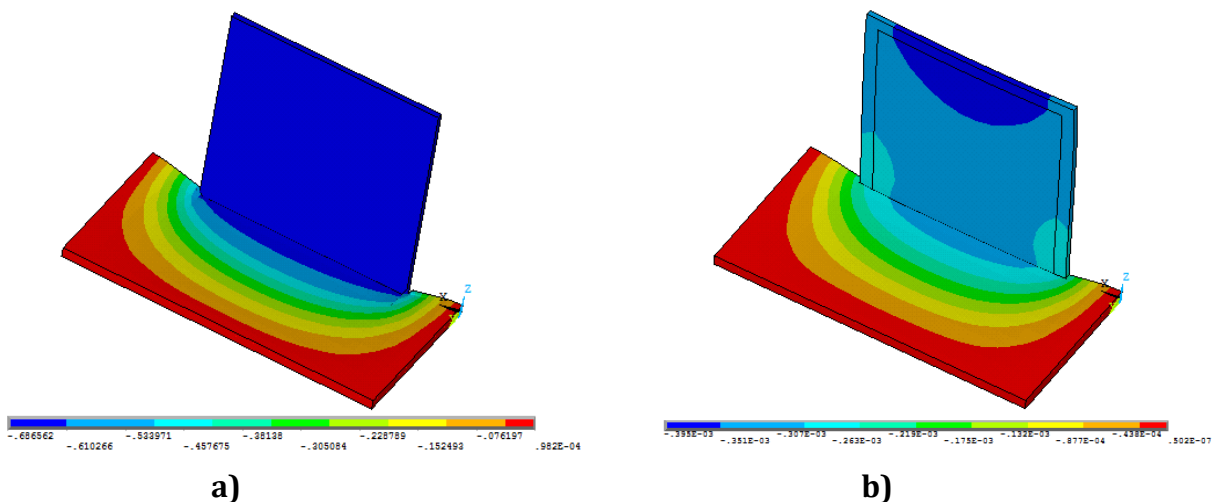 X Z Y
X Z Y
-.686562 -.533971 -.38138 -.228789 -.076197
-.610266 -.457675 -.305084 -.152493 .982E-04
-.395E-03 -.307E-03 -.219E-03 -.132E-03 -.438E-04
-.351E-03 -.263E-03 -.175E-03 -.877E-04 .502E-07
a) b)